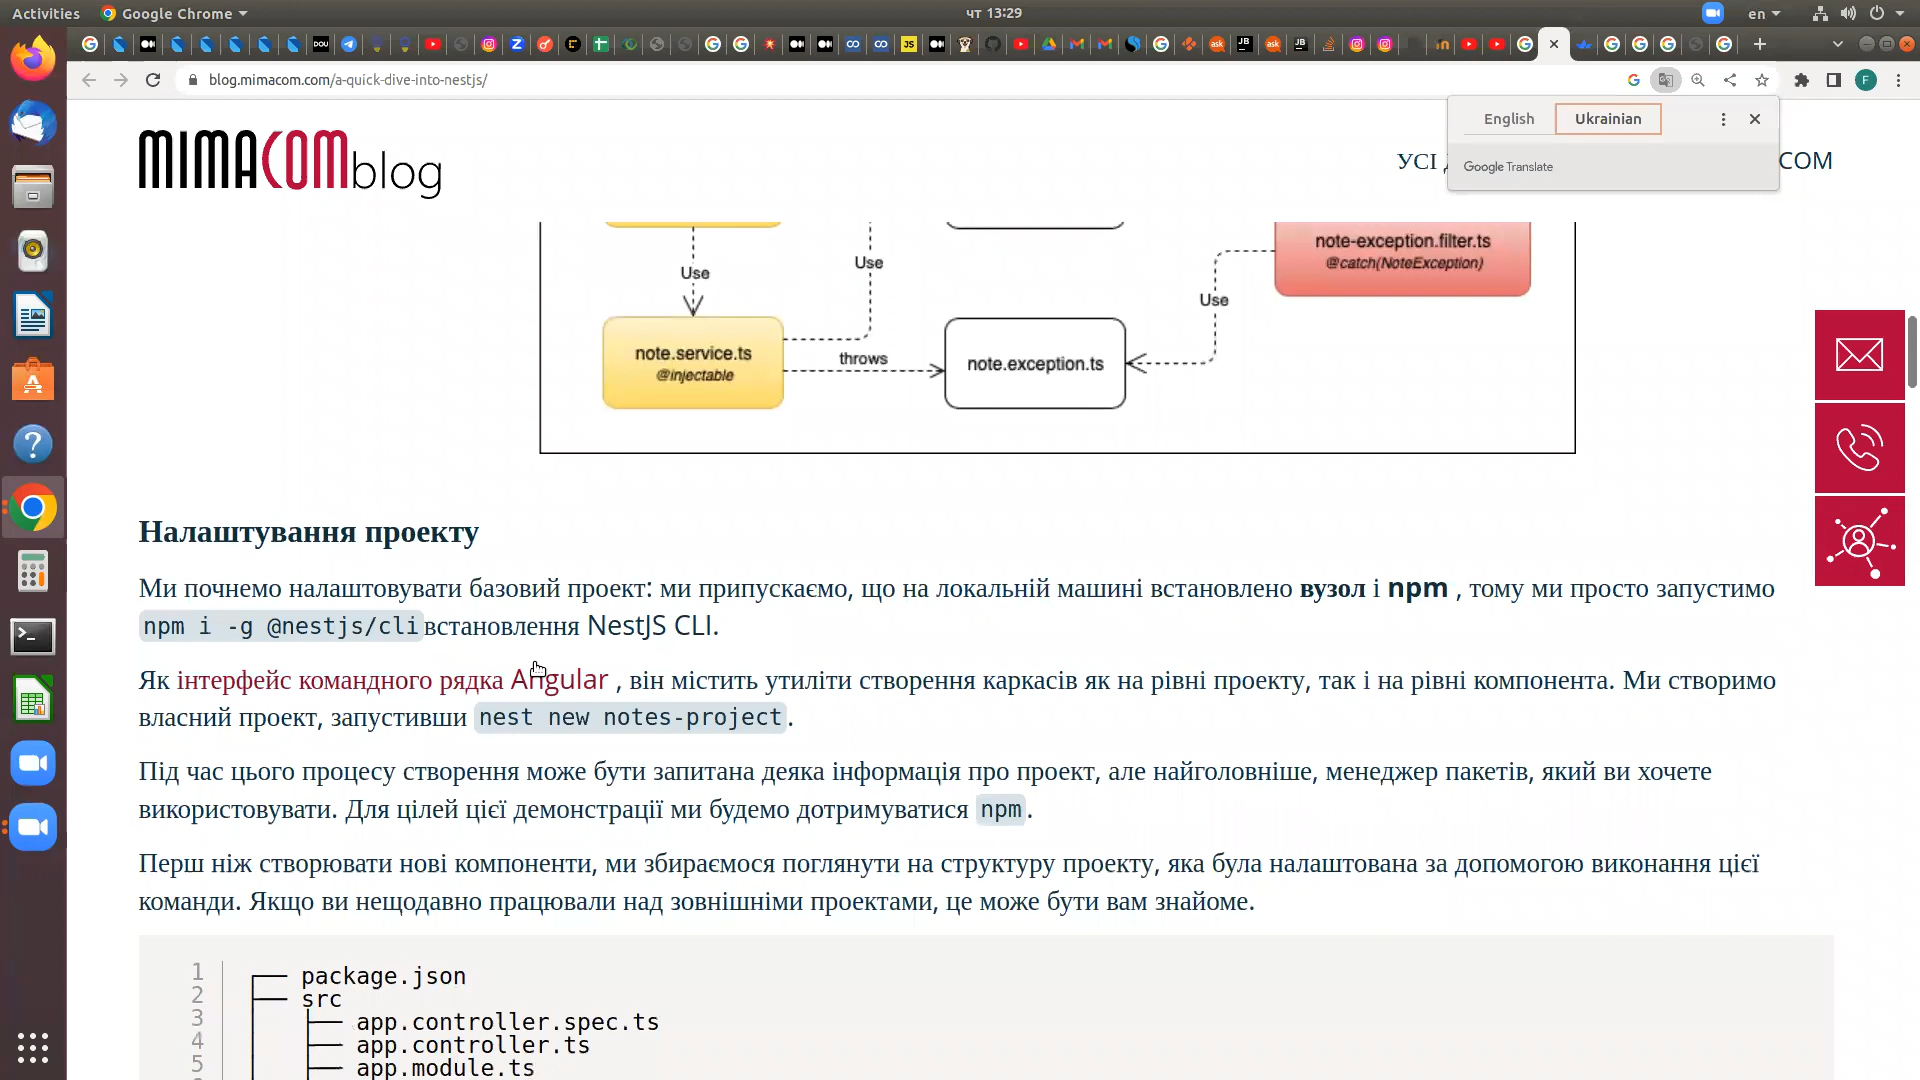 Activities
Google Chrome
чт 13:29
en
blog.mimacom.com/a-quick-dive-into-nestjs/
English
Ukrainian
Google Translate
MIMACOM blog
УСІ
COM
note-exception.filter.ts
@catch(NoteException)
Use
Use
Use
note.service.ts
@injectable
throws
note.exception.ts
Налаштування проекту
Ми почнемо налаштовувати базовий проект: ми припускаємо, що на локальній машині встановлено вузол і npm , тому ми просто запустимо
npm i -g @nestjs/cli встановлення NestJS CLI.
Як інтерфейс командного рядка Angular , він містить утиліти створення каркасів як на рівні проекту, так і на рівні компонента. Ми створимо
власний проект, запустивши nest new notes-project .
Під час цього процесу створення може бути запитана деяка інформація про проект, але найголовніше, менеджер пакетів, який ви хочете
використовувати. Для цілей цієї демонстрації ми будемо дотримуватися npm .
Перш ніж створювати нові компоненти, ми збираємося поглянути на структуру проекту, яка була налаштована за допомогою виконання цієї
команди. Якщо ви нещодавно працювали над зовнішніми проектами, це може бути вам знайоме.
1 package.json
2 src
3 app.controller.spec.ts
4 app.controller.ts
5 app.module.ts